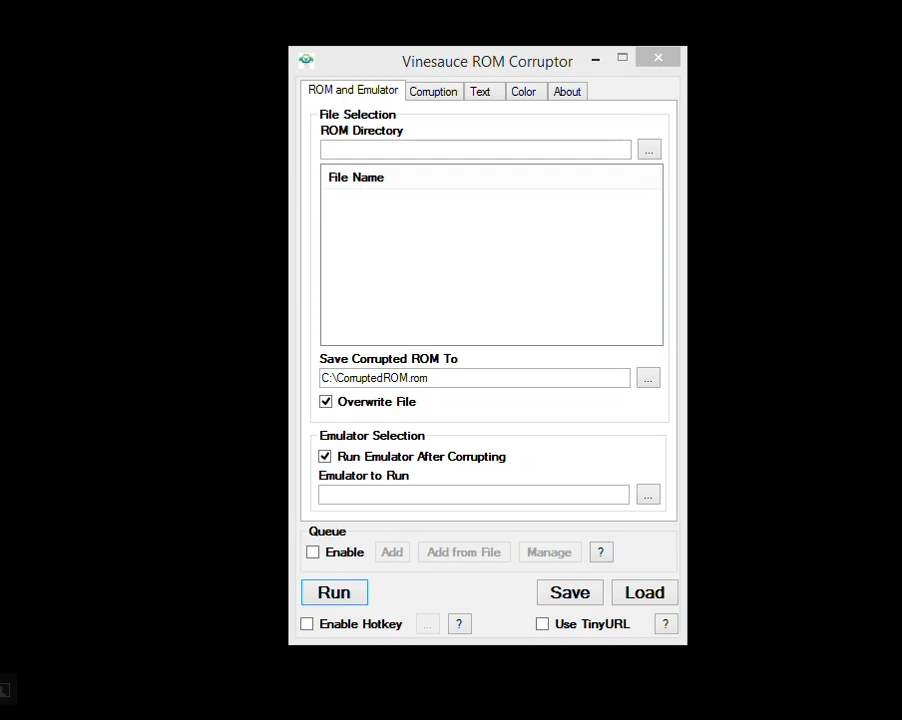 Vinesauce ROM Corruptor
ROM and Emulator Corruption Text Color About
File Selection
ROM Directory
...
File Name
Save Corrupted ROM To
C:\CorruptedROM.rom
...
Overwrite File
Emulator Selection
Run Emulator After Corrupting
Emulator to Run
...
Queue
Enable Add Add from File Manage ?
Run Save Load
Enable Hotkey ... ? Use TinyURL ?